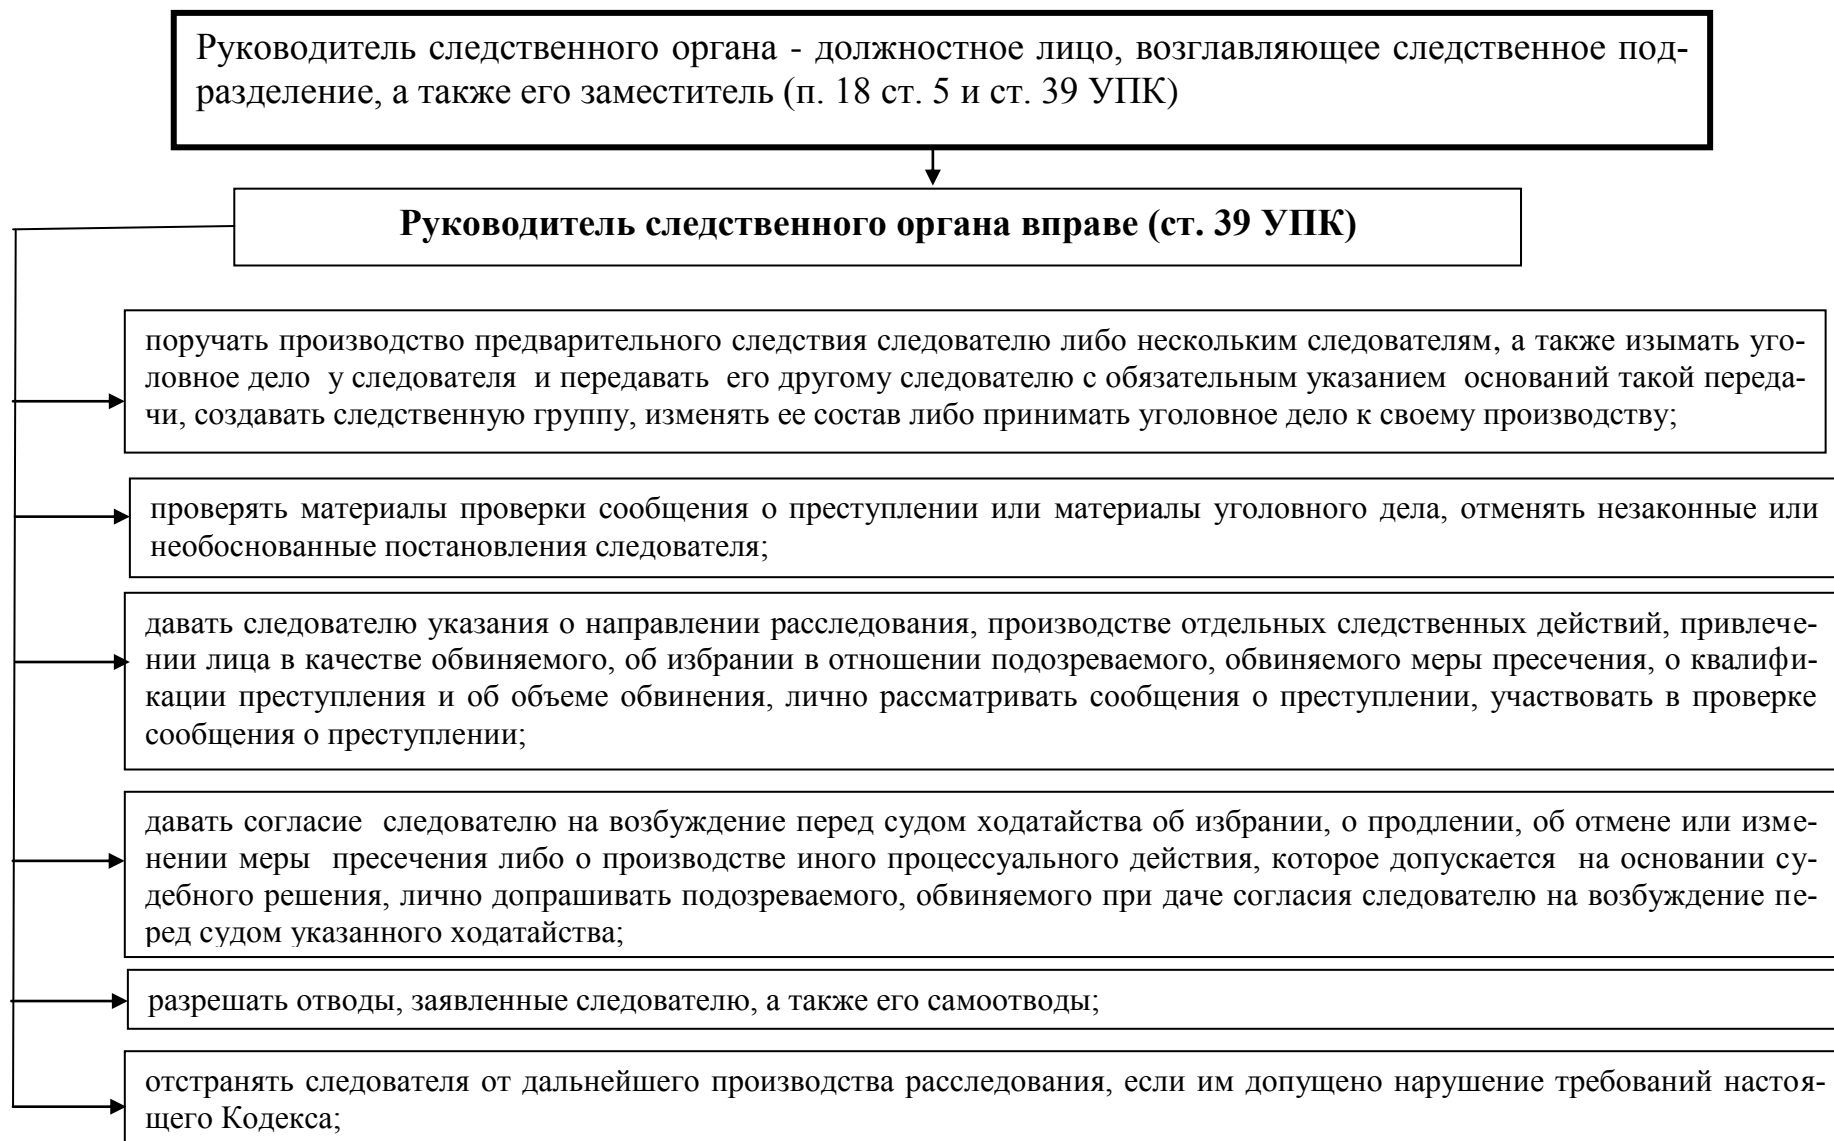 Руководитель следственного органа - должностное лицо, возглавляющее следственное под-
разделение, а также его заместитель (п. 18 ст. 5 и ст. 39 УПК)
Руководитель следственного органа вправе (ст. 39 УПК)
поручать производство предварительного следствия следователю либо нескольким следователям, а также изымать уго-
ловное дело у следователя и передавать его другому следователю с обязательным указанием оснований такой переда-
чи, создавать следственную группу, изменять ее состав либо принимать уголовное дело к своему производству;
проверять материалы проверки сообщения о преступлении или материалы уголовного дела, отменять незаконные или
необоснованные постановления следователя;
давать следователю указания о направлении расследования, производстве отдельных следственных действий, привлече-
нии лица в качестве обвиняемого, об избрании в отношении подозреваемого, обвиняемого меры пресечения, о квалифи-
кации преступления и об объеме обвинения, лично рассматривать сообщения о преступлении, участвовать в проверке
сообщения о преступлении;
давать согласие следователю на возбуждение перед судом ходатайства об избрании, о продлении, об отмене или изме-
нении меры пресечения либо о производстве иного процессуального действия, которое допускается на основании су-
дебного решения, лично допрашивать подозреваемого, обвиняемого при даче согласия следователю на возбуждение пе-
ред судом указанного ходатайства;
разрешать отводы, заявленные следователю, а также его самоотводы;
отстранять следователя от дальнейшего производства расследования, если им допущено нарушение требований настоя-
щего Кодекса;